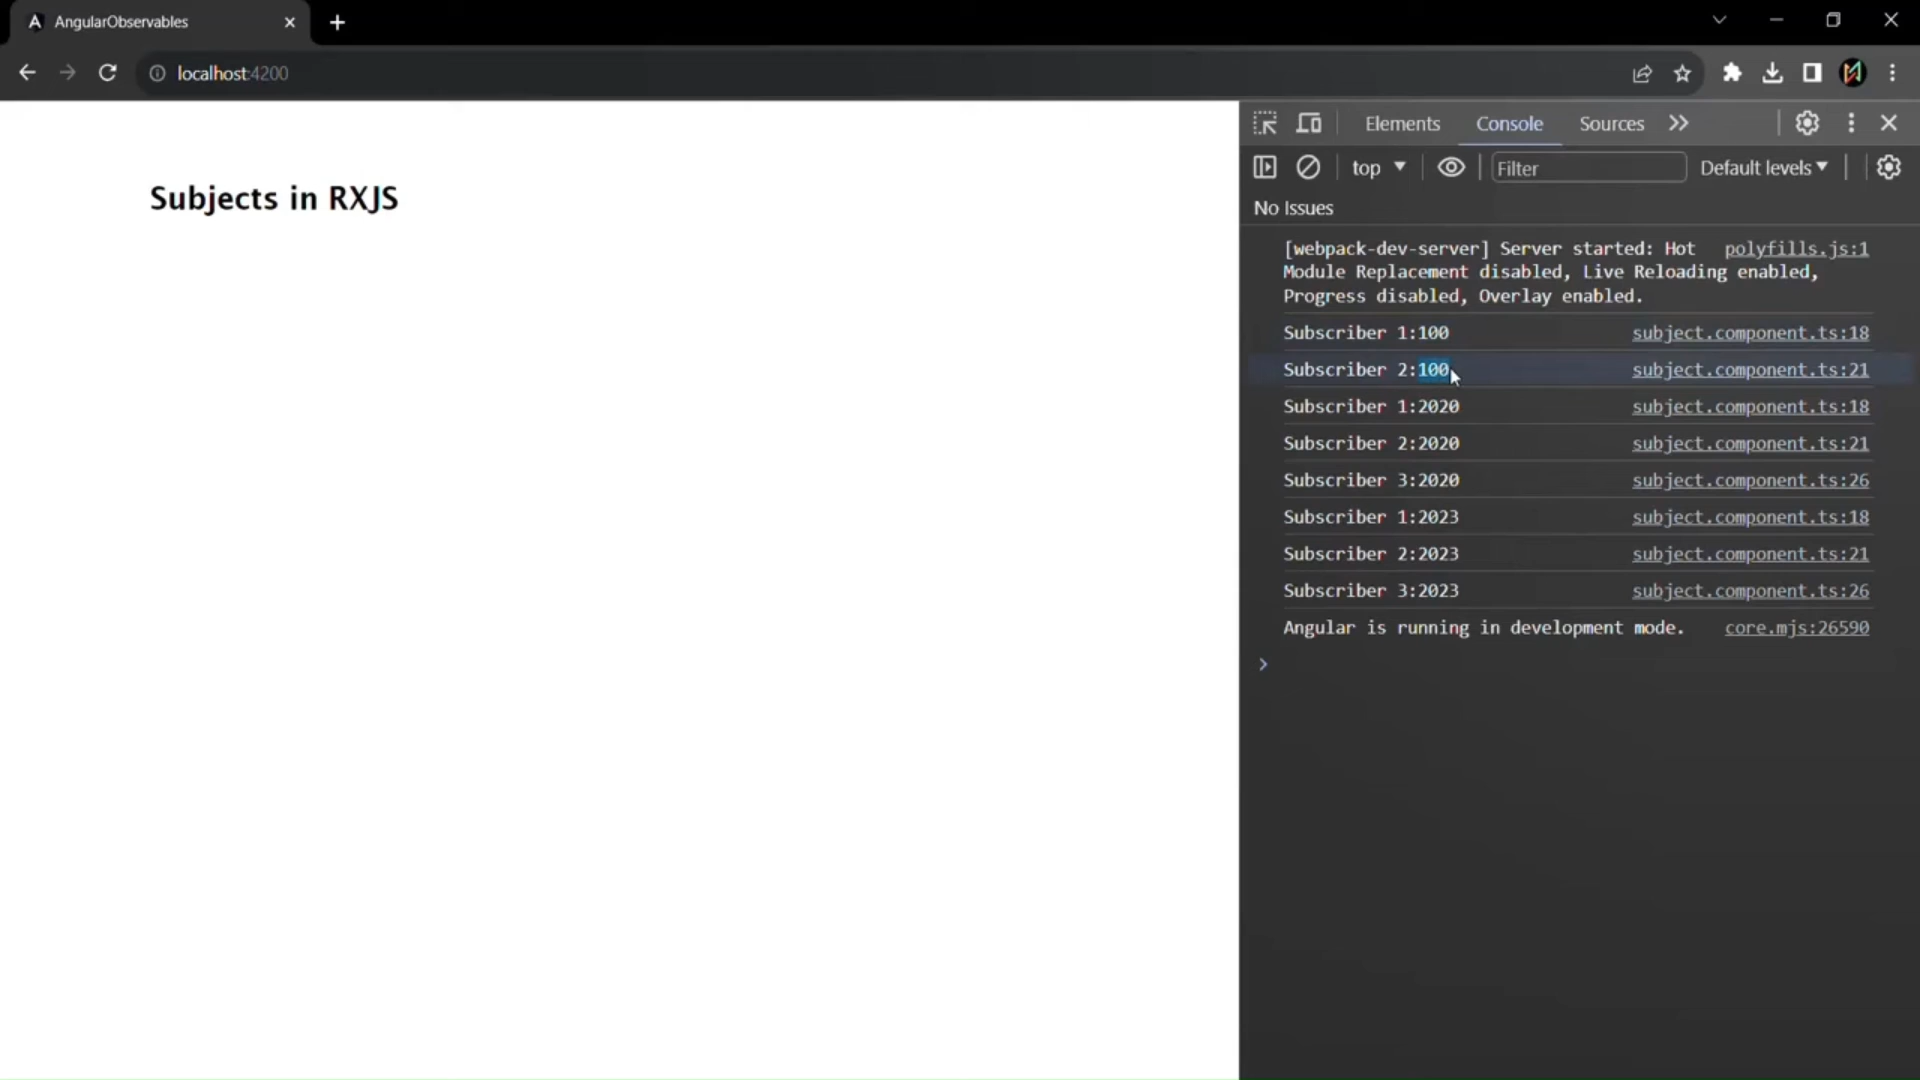 AngularObservables
localhost:4200
Subjects in RXJS
Elements Console Sources
top Filter Default levels
No Issues
[webpack-dev-server] Server started: Hot polyfills.js:1
Module Replacement disabled, Live Reloading enabled,
Progress disabled, Overlay enabled.
Subscriber 1:100 subject.component.ts:18
Subscriber 2:100 subject.component.ts:21
Subscriber 1:2020 subject.component.ts:18
Subscriber 2:2020 subject.component.ts:21
Subscriber 3:2020 subject.component.ts:26
Subscriber 1:2023 subject.component.ts:18
Subscriber 2:2023 subject.component.ts:21
Subscriber 3:2023 subject.component.ts:26
Angular is running in development mode. core.mjs:26590